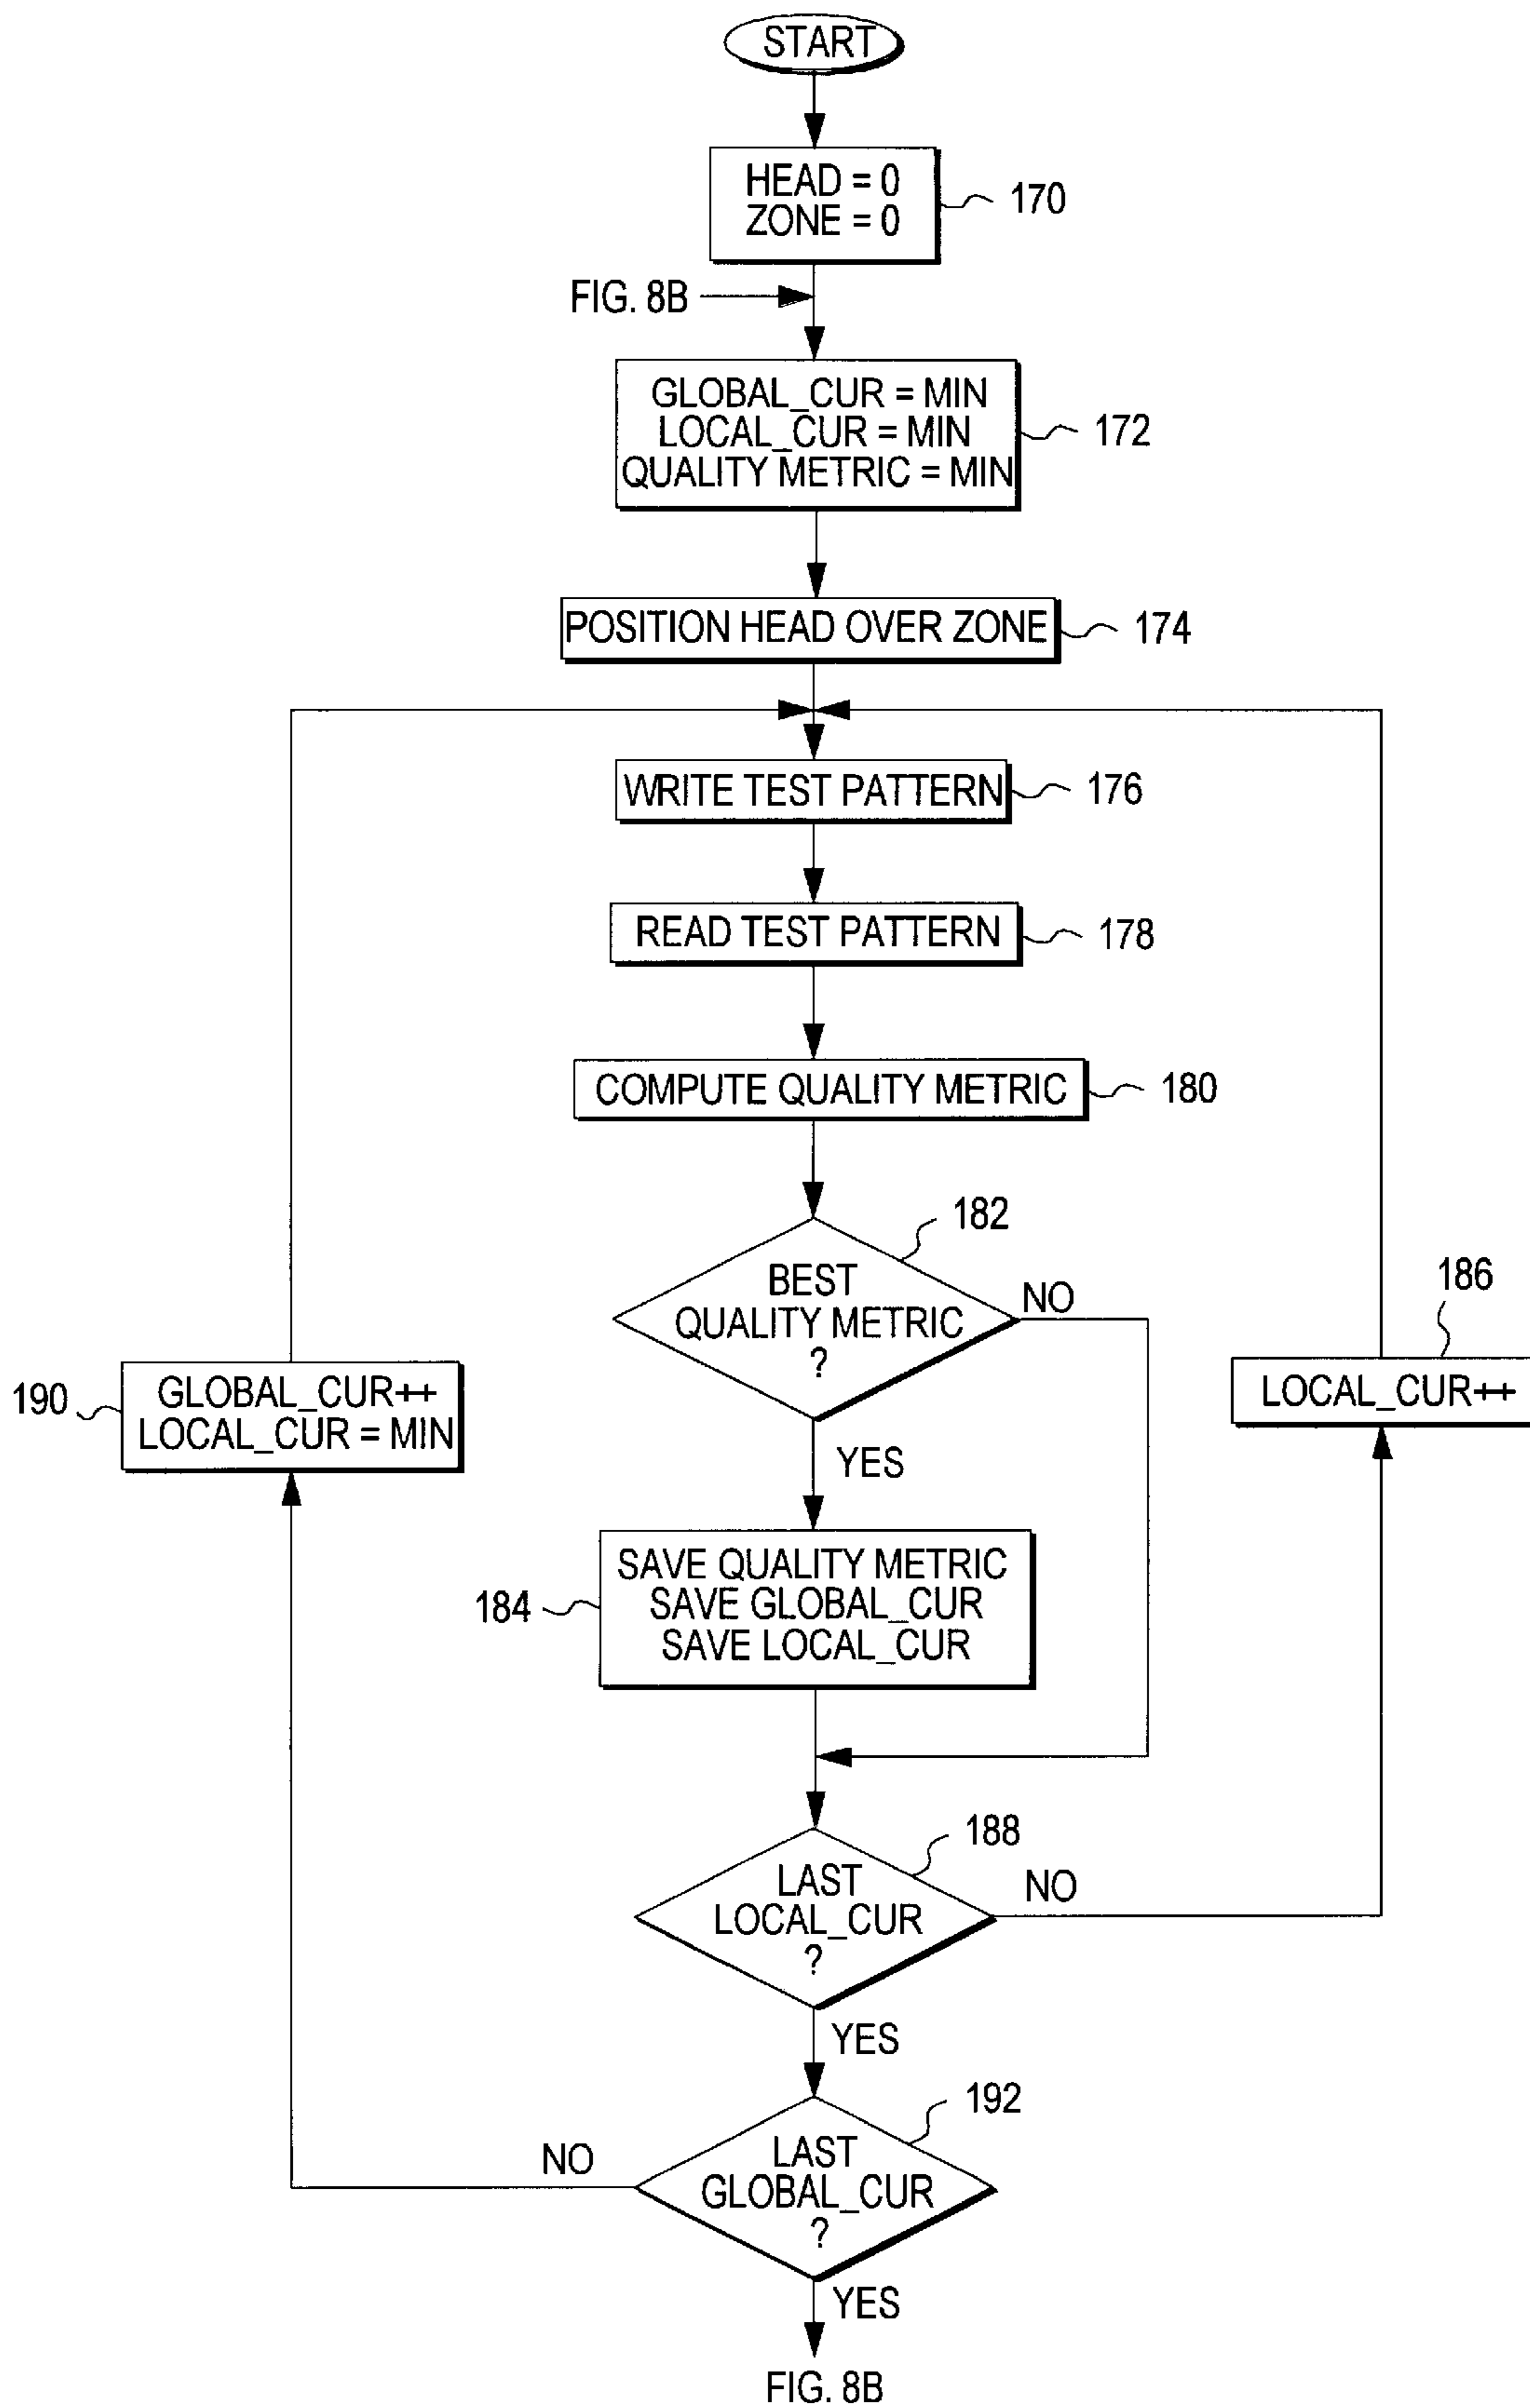 START
HEAD = 0
ZONE = 0
170
FIG. 8B
GLOBAL_CUR = MIN
LOCAL_CUR = MIN
QUALITY METRIC = MIN
172
POSITION HEAD OVER ZONE
174
WRITE TEST PATTERN
176
READ TEST PATTERN
178
COMPUTE QUALITY METRIC
180
182
BEST
QUALITY METRIC
?
NO
YES
186
LOCAL_CUR++
190
GLOBAL_CUR++
LOCAL_CUR = MIN
184
SAVE QUALITY METRIC
SAVE GLOBAL_CUR
SAVE LOCAL_CUR
188
LAST
LOCAL_CUR
?
NO
YES
192
LAST
GLOBAL_CUR
?
NO
YES
FIG. 8B